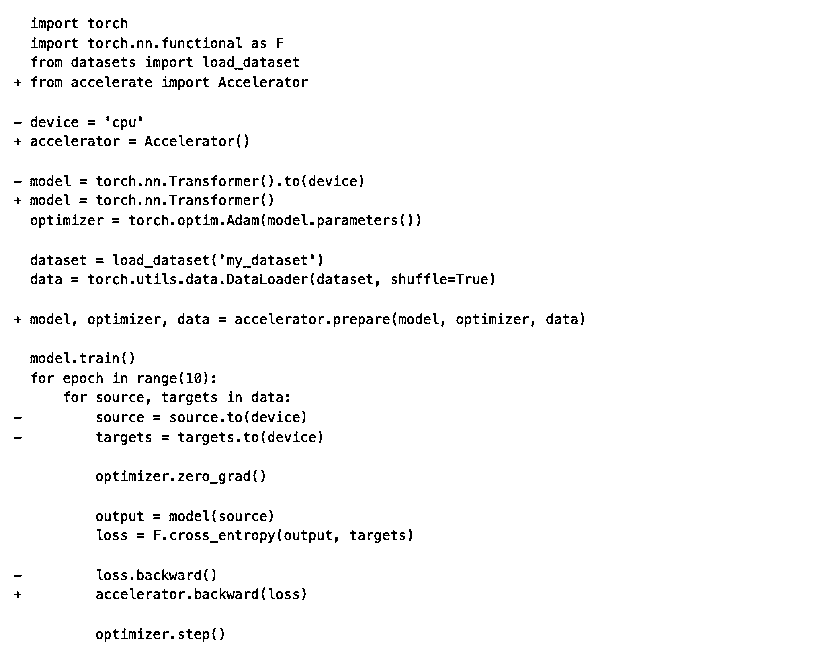 import torch
  import torch.nn.functional as F
  from datasets import load_dataset
+ from accelerate import Accelerator
- device = 'cpu'
+ accelerator = Accelerator()
- model = torch.nn.Transformer().to(device)
+ model = torch.nn.Transformer()
  optimizer = torch.optim.Adam(model.parameters())
  dataset = load_dataset('my_dataset')
  data = torch.utils.data.DataLoader(dataset, shuffle=True)
+ model, optimizer, data = accelerator.prepare(model, optimizer, data)
  model.train()
  for epoch in range(10):
      for source, targets in data:
-         source = source.to(device)
-         targets = targets.to(device)
          optimizer.zero_grad()
          output = model(source)
          loss = F.cross_entropy(output, targets)
-         loss.backward()
+         accelerator.backward(loss)
          optimizer.step()